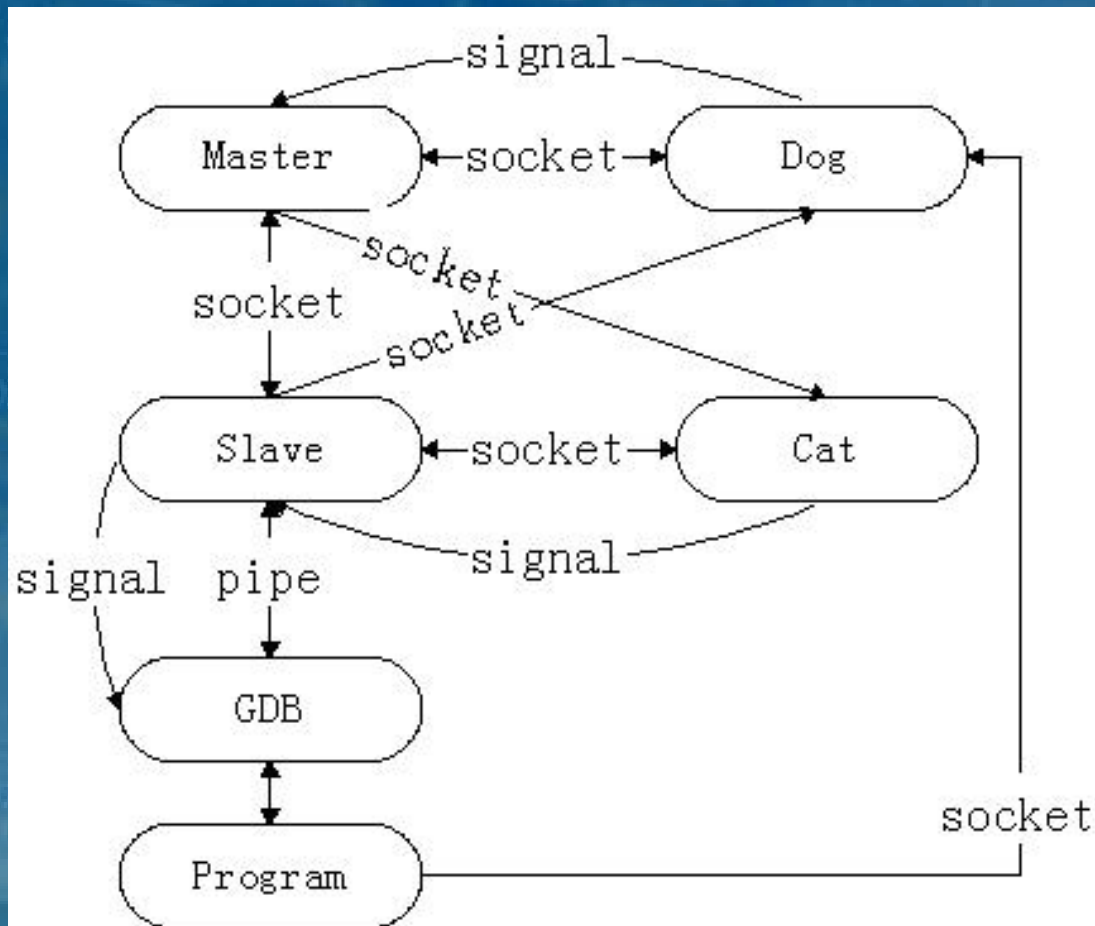 signal
Master
socket
Dog
socket
socket
socket
Slave
socket
Cat
signal
signal
pipe
GDB
socket
Program